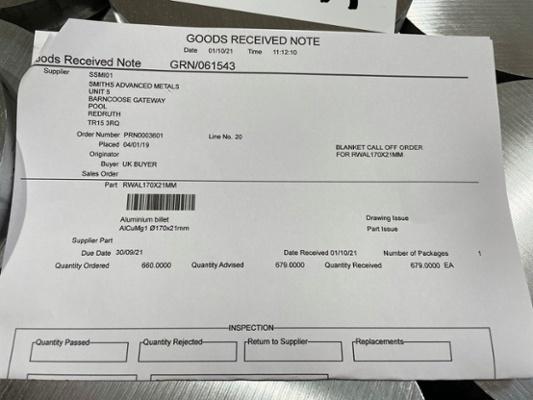 GOODS RECEIVED NOTE
Date 01/10/21 Time 11:12:10
Goods Received Note GRN/061543
Supplier SSMI01
SMITHS ADVANCED METALS
UNIT 5
BARNCOOSE GATEWAY
POOL
REDRUTH
TR15 3RQ
Order Number PRN0003601 Line No. 20
Placed 04/01/19 BLANKET CALL OFF ORDER
Originator FOR RWAL170X21MM
Buyer UK BUYER
Sales Order
Part RWAL170X21MM
Aluminium billet Drawing Issue
AlCuMg1 Ø170x21mm Part Issue
Supplier Part
Due Date 30/09/21 Date Received 01/10/21 Number of Packages 1
Quantity Ordered 660.0000 Quantity Advised 679.0000 Quantity Received 679.0000 EA
INSPECTION
Quantity Passed Quantity Rejected Return to Supplier Replacements